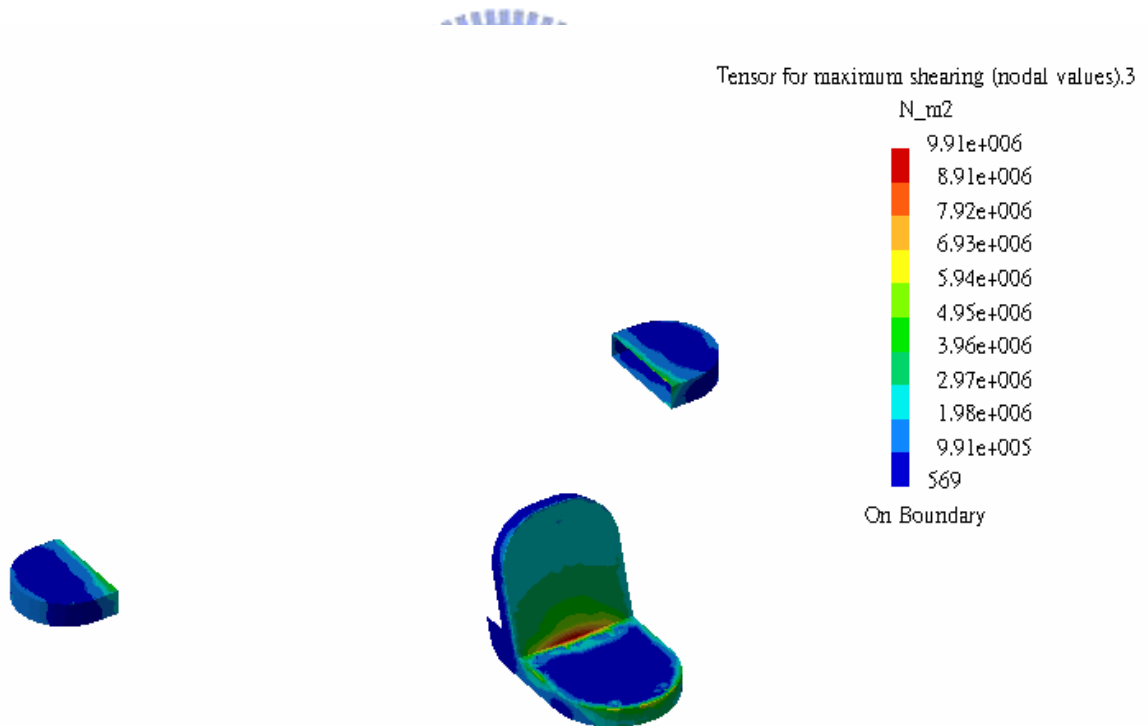 Tensor for maximum shearing (nodal values).3
N_m2
9.91e+006
8.91e+006
7.92e+006
6.93e+006
5.94e+006
4.95e+006
3.96e+006
2.97e+006
1.98e+006
9.91e+005
569
On Boundary